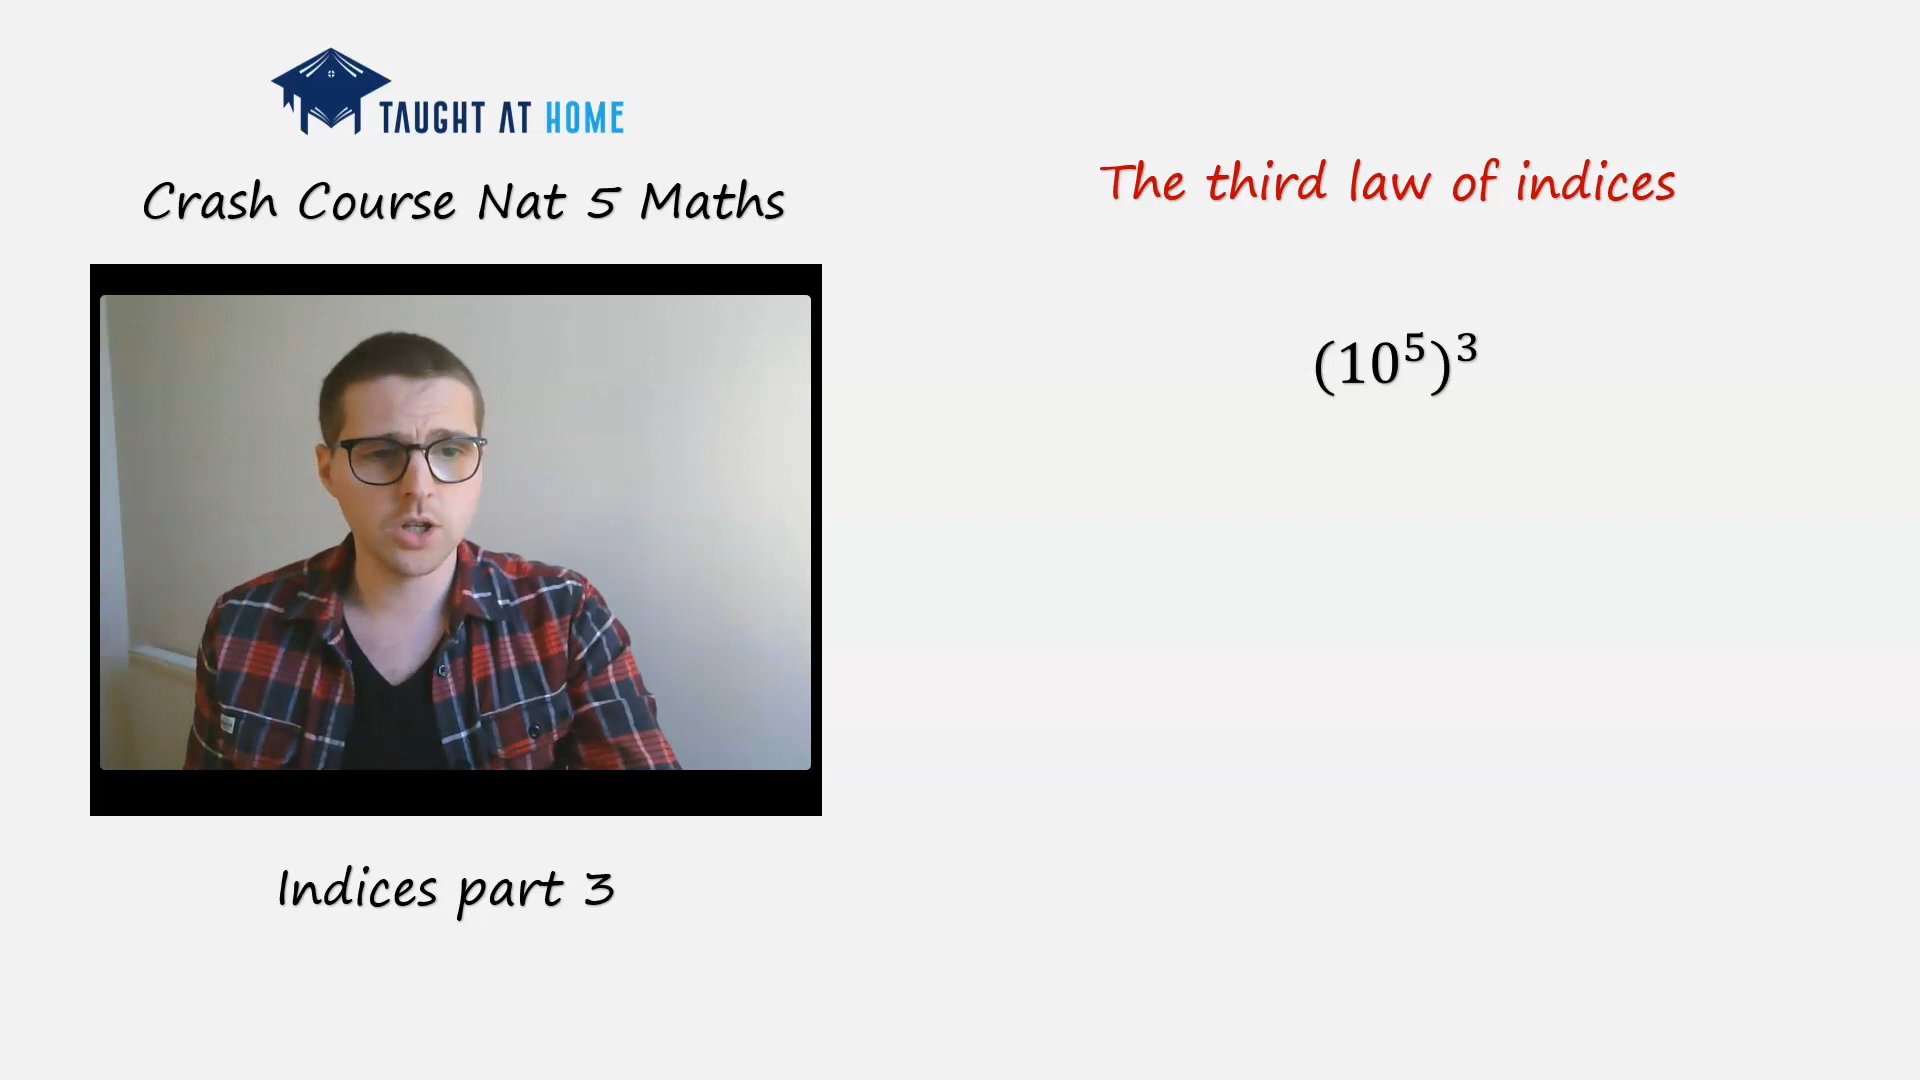 TAUGHT AT HOME
Crash Course Nat 5 Maths
The third law of indices
(10⁵)³
Indices part 3